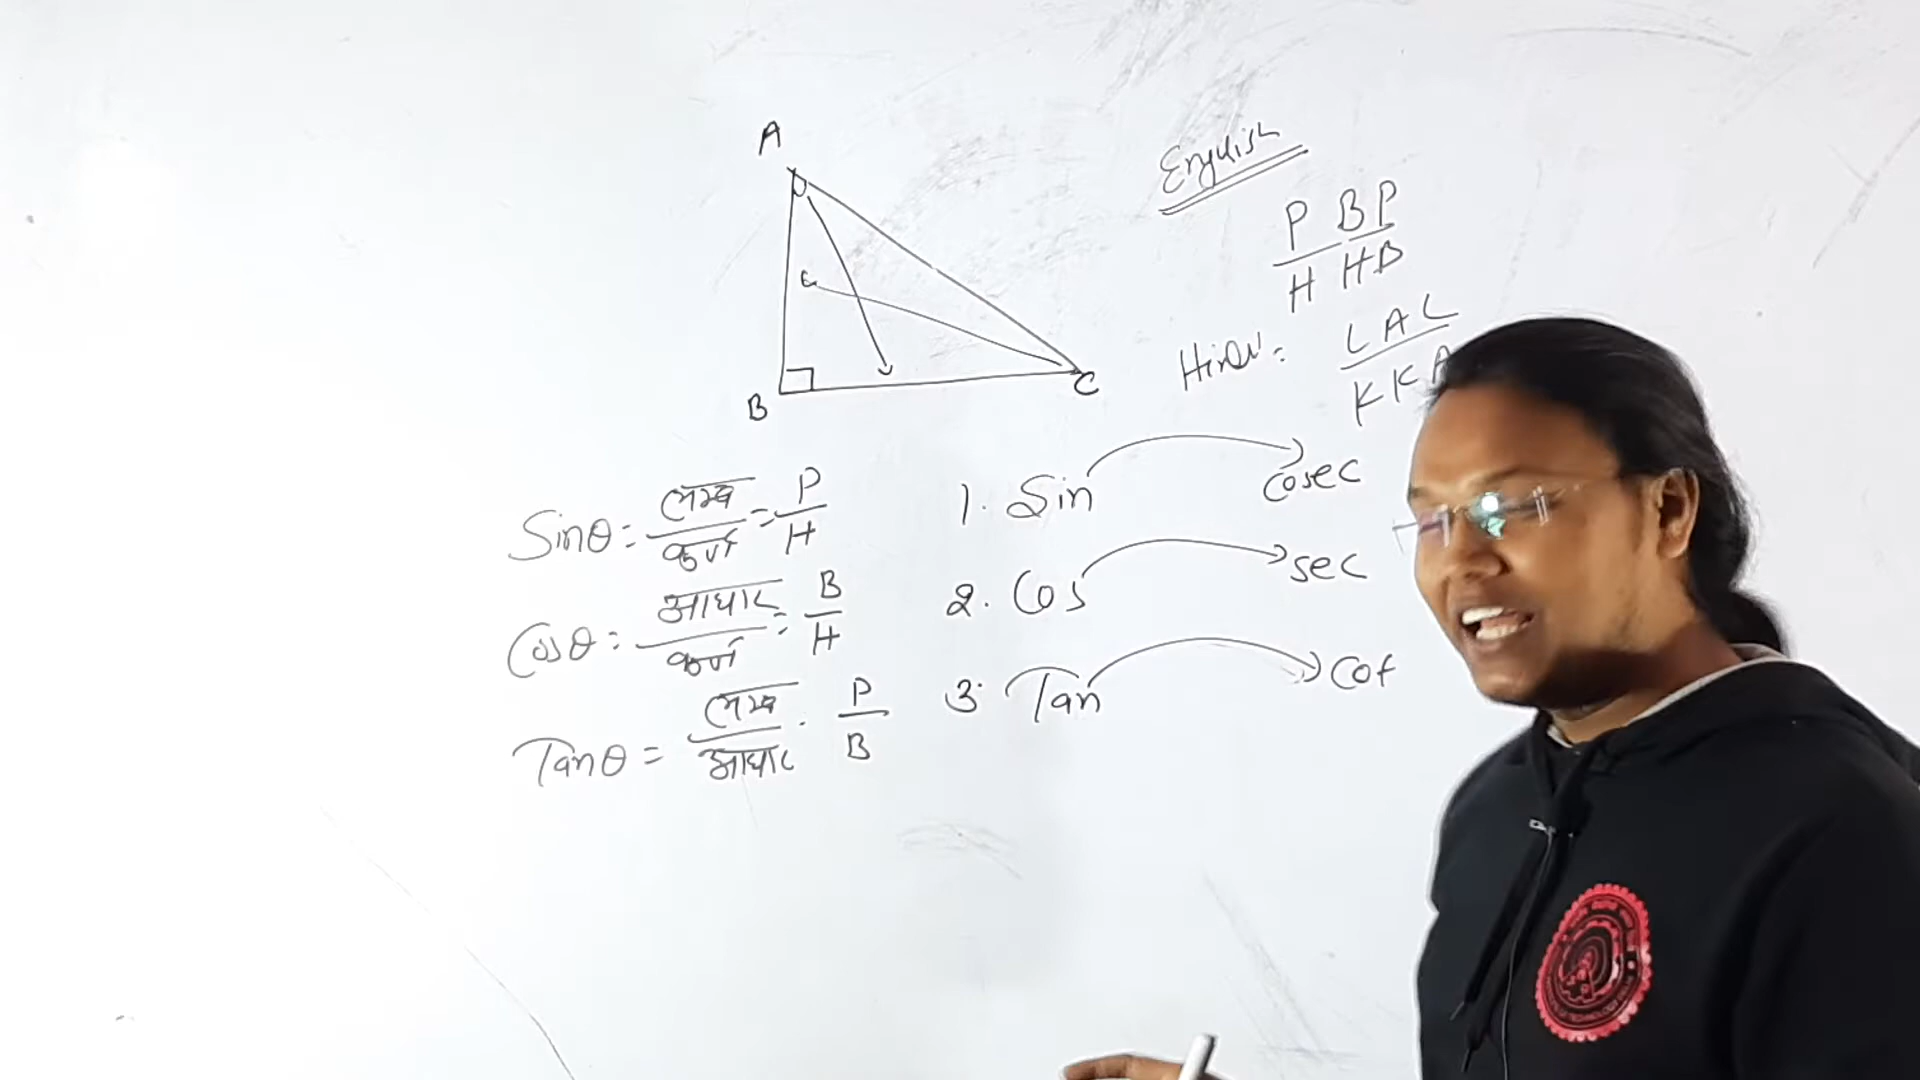 A
B
C
English
P B P
H H B
Hindi:
L A L
K K A
Sinθ = लम्ब / कर्ण = P / H
Cosθ = आधार / कर्ण = B / H
Tanθ = लम्ब / आधार . P / B
1. Sin cosec
2. Cos sec
3. Tan cot